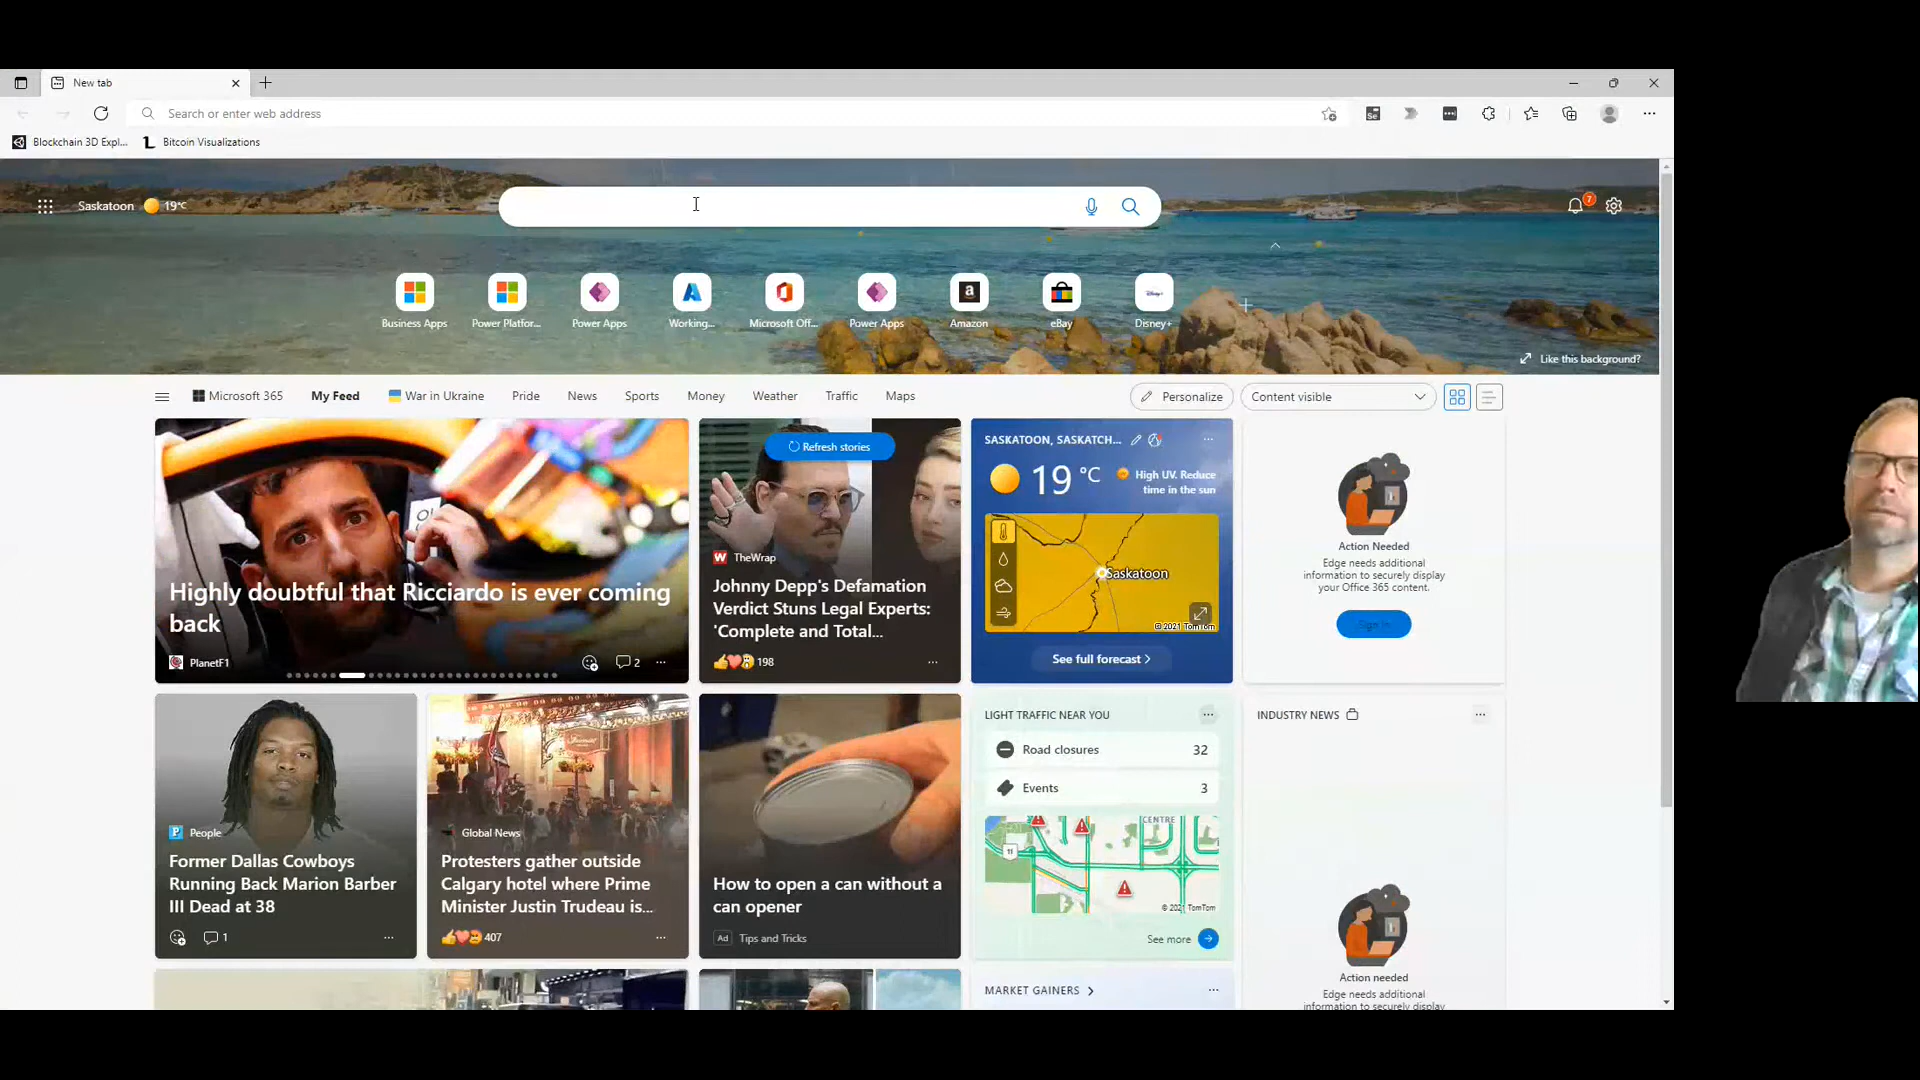 New tab
Search or enter web address
Blockchain 3D Expl...
Bitcoin Visualizations
Saskatoon
19°C
7
Business Apps
Power Platfor...
Power Apps
Working...
Microsoft Off...
Power Apps
Amazon
eBay
Disney+
Like this background?
Microsoft 365
My Feed
War in Ukraine
Pride
News
Sports
Money
Weather
Traffic
Maps
Personalize
Content visible
Highly doubtful that Ricciardo is ever coming
back
PlanetF1
2
Refresh stories
TheWrap
Johnny Depp's Defamation
Verdict Stuns Legal Experts:
'Complete and Total...
198
SASKATOON, SASKATCH...
19 °C
High UV. Reduce
time in the sun
Saskatoon
© 2021 TomTom
See full forecast
Action Needed
Edge needs additional
information to securely display
your Office 365 content.
Sign in
People
Former Dallas Cowboys
Running Back Marion Barber
III Dead at 38
1
Global News
Protesters gather outside
Calgary hotel where Prime
Minister Justin Trudeau is...
407
How to open a can without a
can opener
Ad
Tips and Tricks
LIGHT TRAFFIC NEAR YOU
Road closures 32
Events 3
CENTRE
11
© 2021 TomTom
See more
INDUSTRY NEWS
Action needed
Edge needs additional
information to securely display
MARKET GAINERS